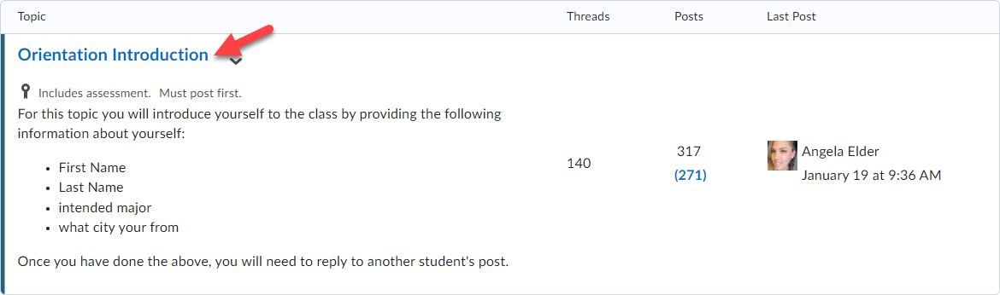 Topic Threads Posts Last Post
Orientation Introduction
Includes assessment. Must post first.
For this topic you will introduce yourself to the class by providing the following
information about yourself:
• First Name
• Last Name
• intended major
• what city your from
Once you have done the above, you will need to reply to another student's post.
140
317
(271)
Angela Elder
January 19 at 9:36 AM